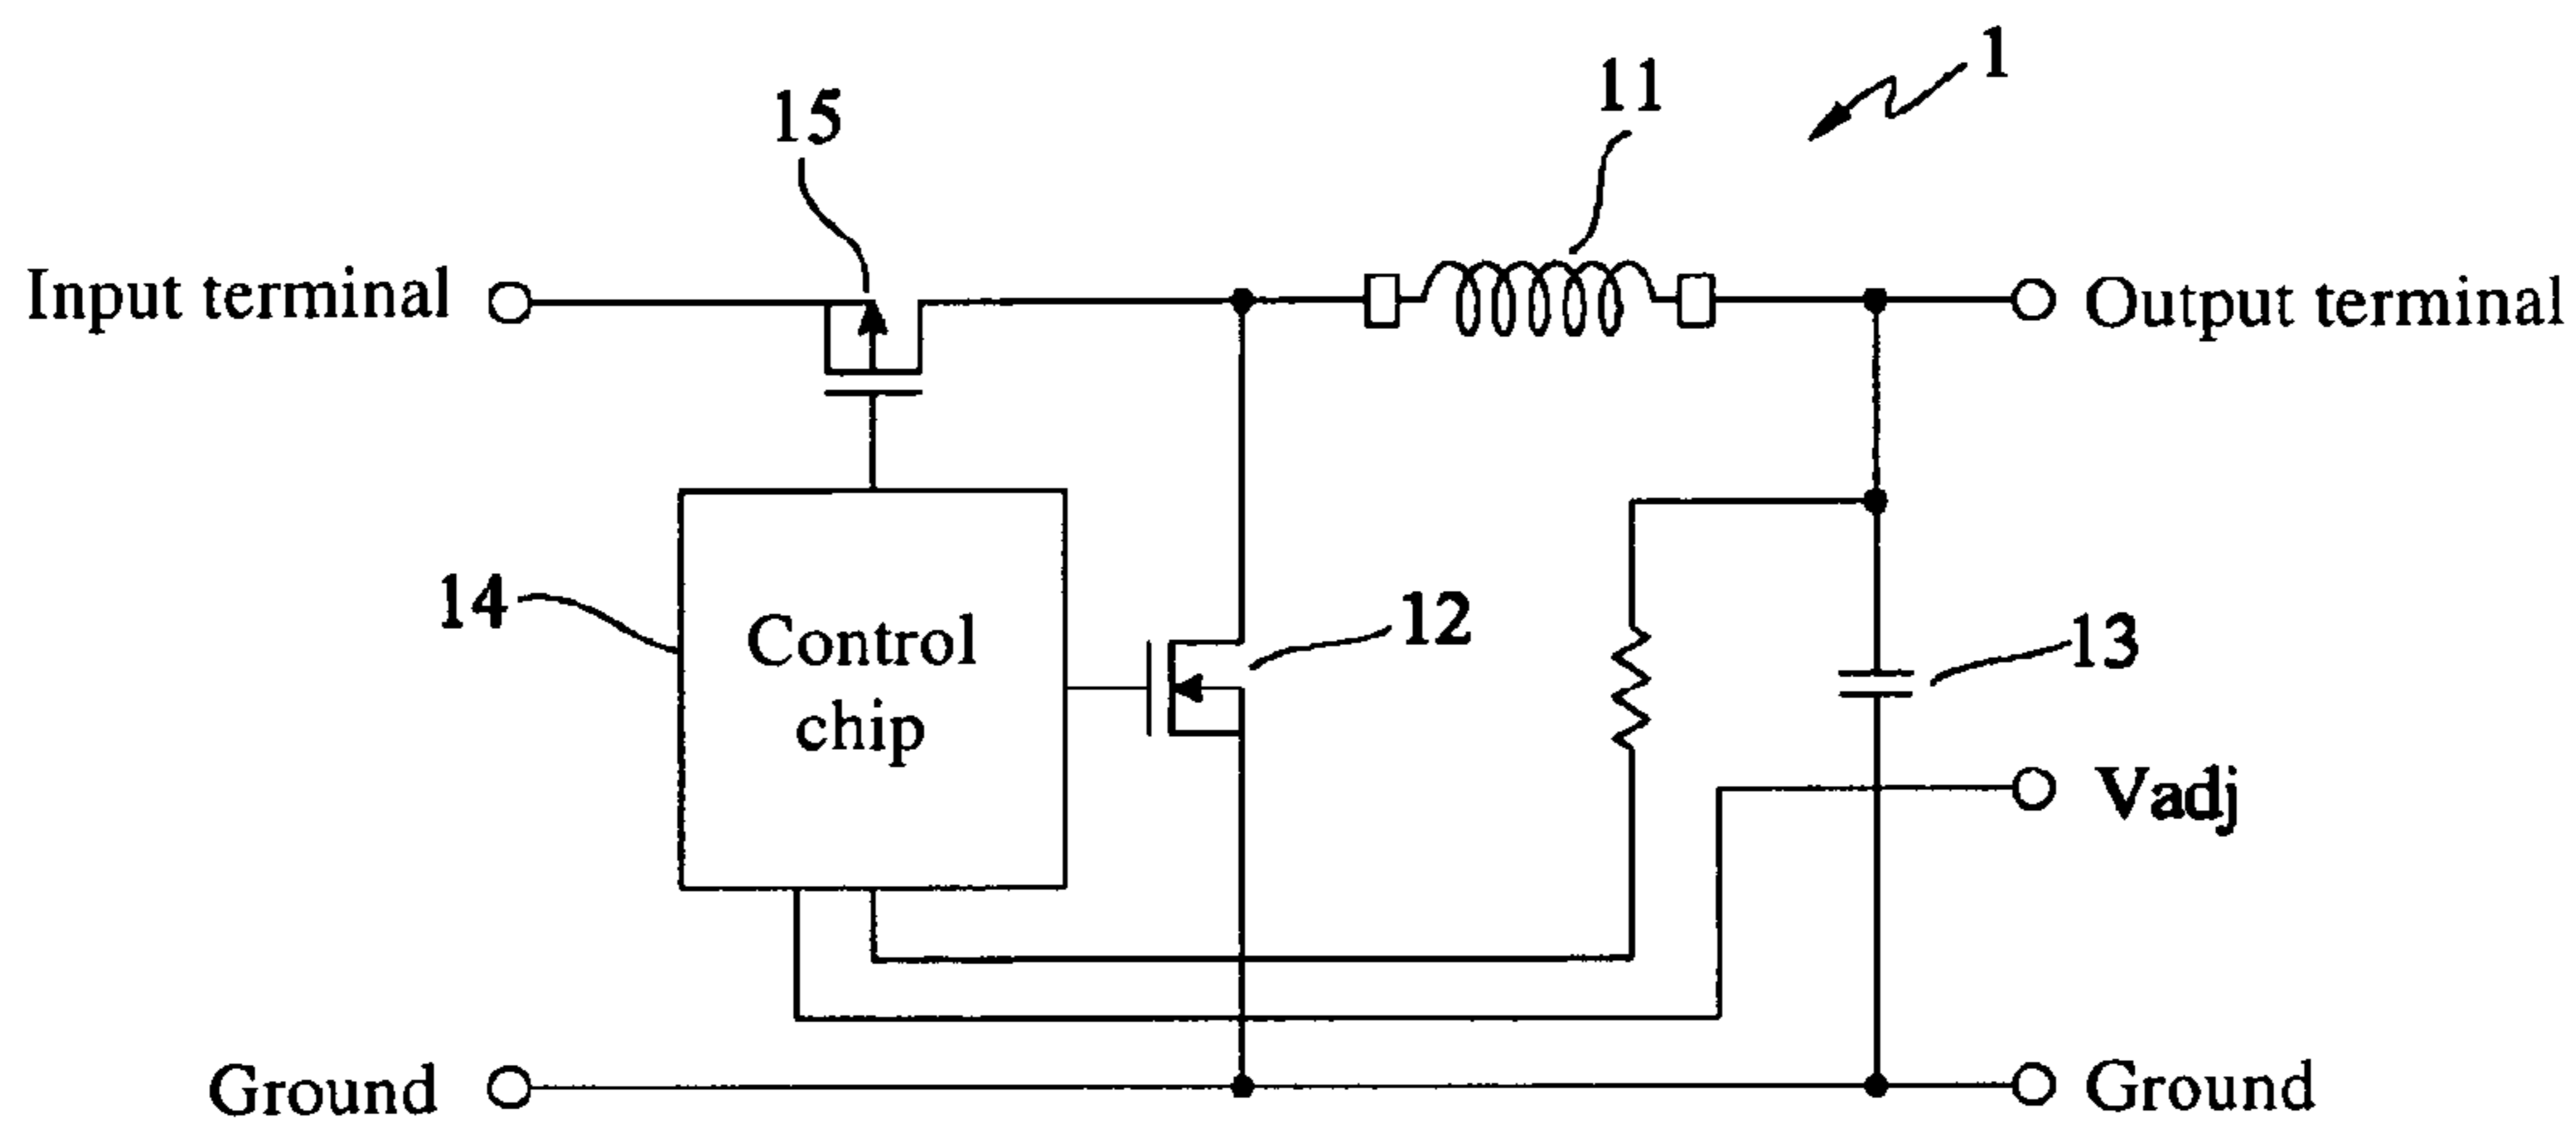 1
11
15
Input terminal
Output terminal
14
Control
chip
12
13
Vadj
Ground
Ground